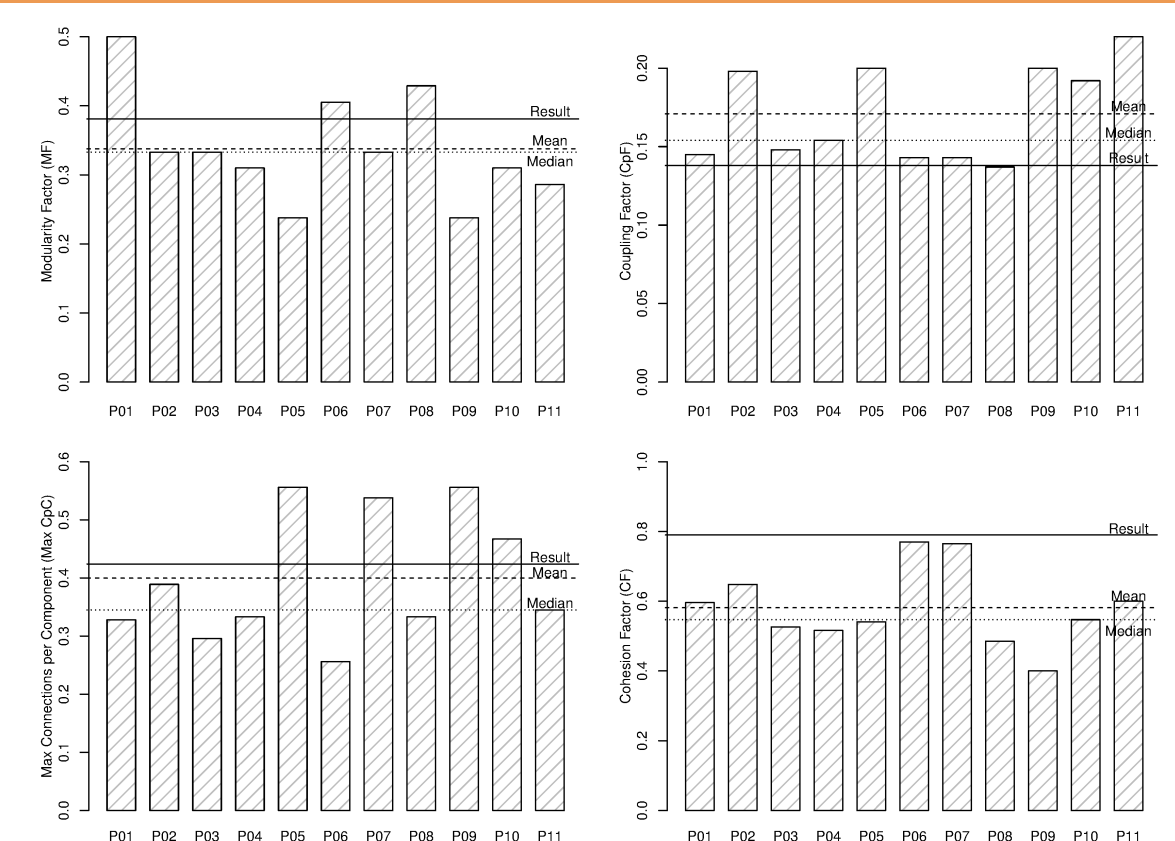 Modularity Factor (MF)
0.5
0.4
0.3
0.2
0.1
0.0
Result
Mean
Median
P01 P02 P03 P04 P05 P06 P07 P08 P09 P10 P11
Coupling Factor (CpF)
0.20
0.15
0.10
0.05
0.00
Mean
Median
Result
P01 P02 P03 P04 P05 P06 P07 P08 P09 P10 P11
Max Connections per Component (Max CpC)
0.6
0.5
0.4
0.3
0.2
0.1
0.0
Result
Mean
Median
P01 P02 P03 P04 P05 P06 P07 P08 P09 P10 P11
Cohesion Factor (CF)
1.0
0.8
0.6
0.4
0.2
0.0
Result
Mean
Median
P01 P02 P03 P04 P05 P06 P07 P08 P09 P10 P11